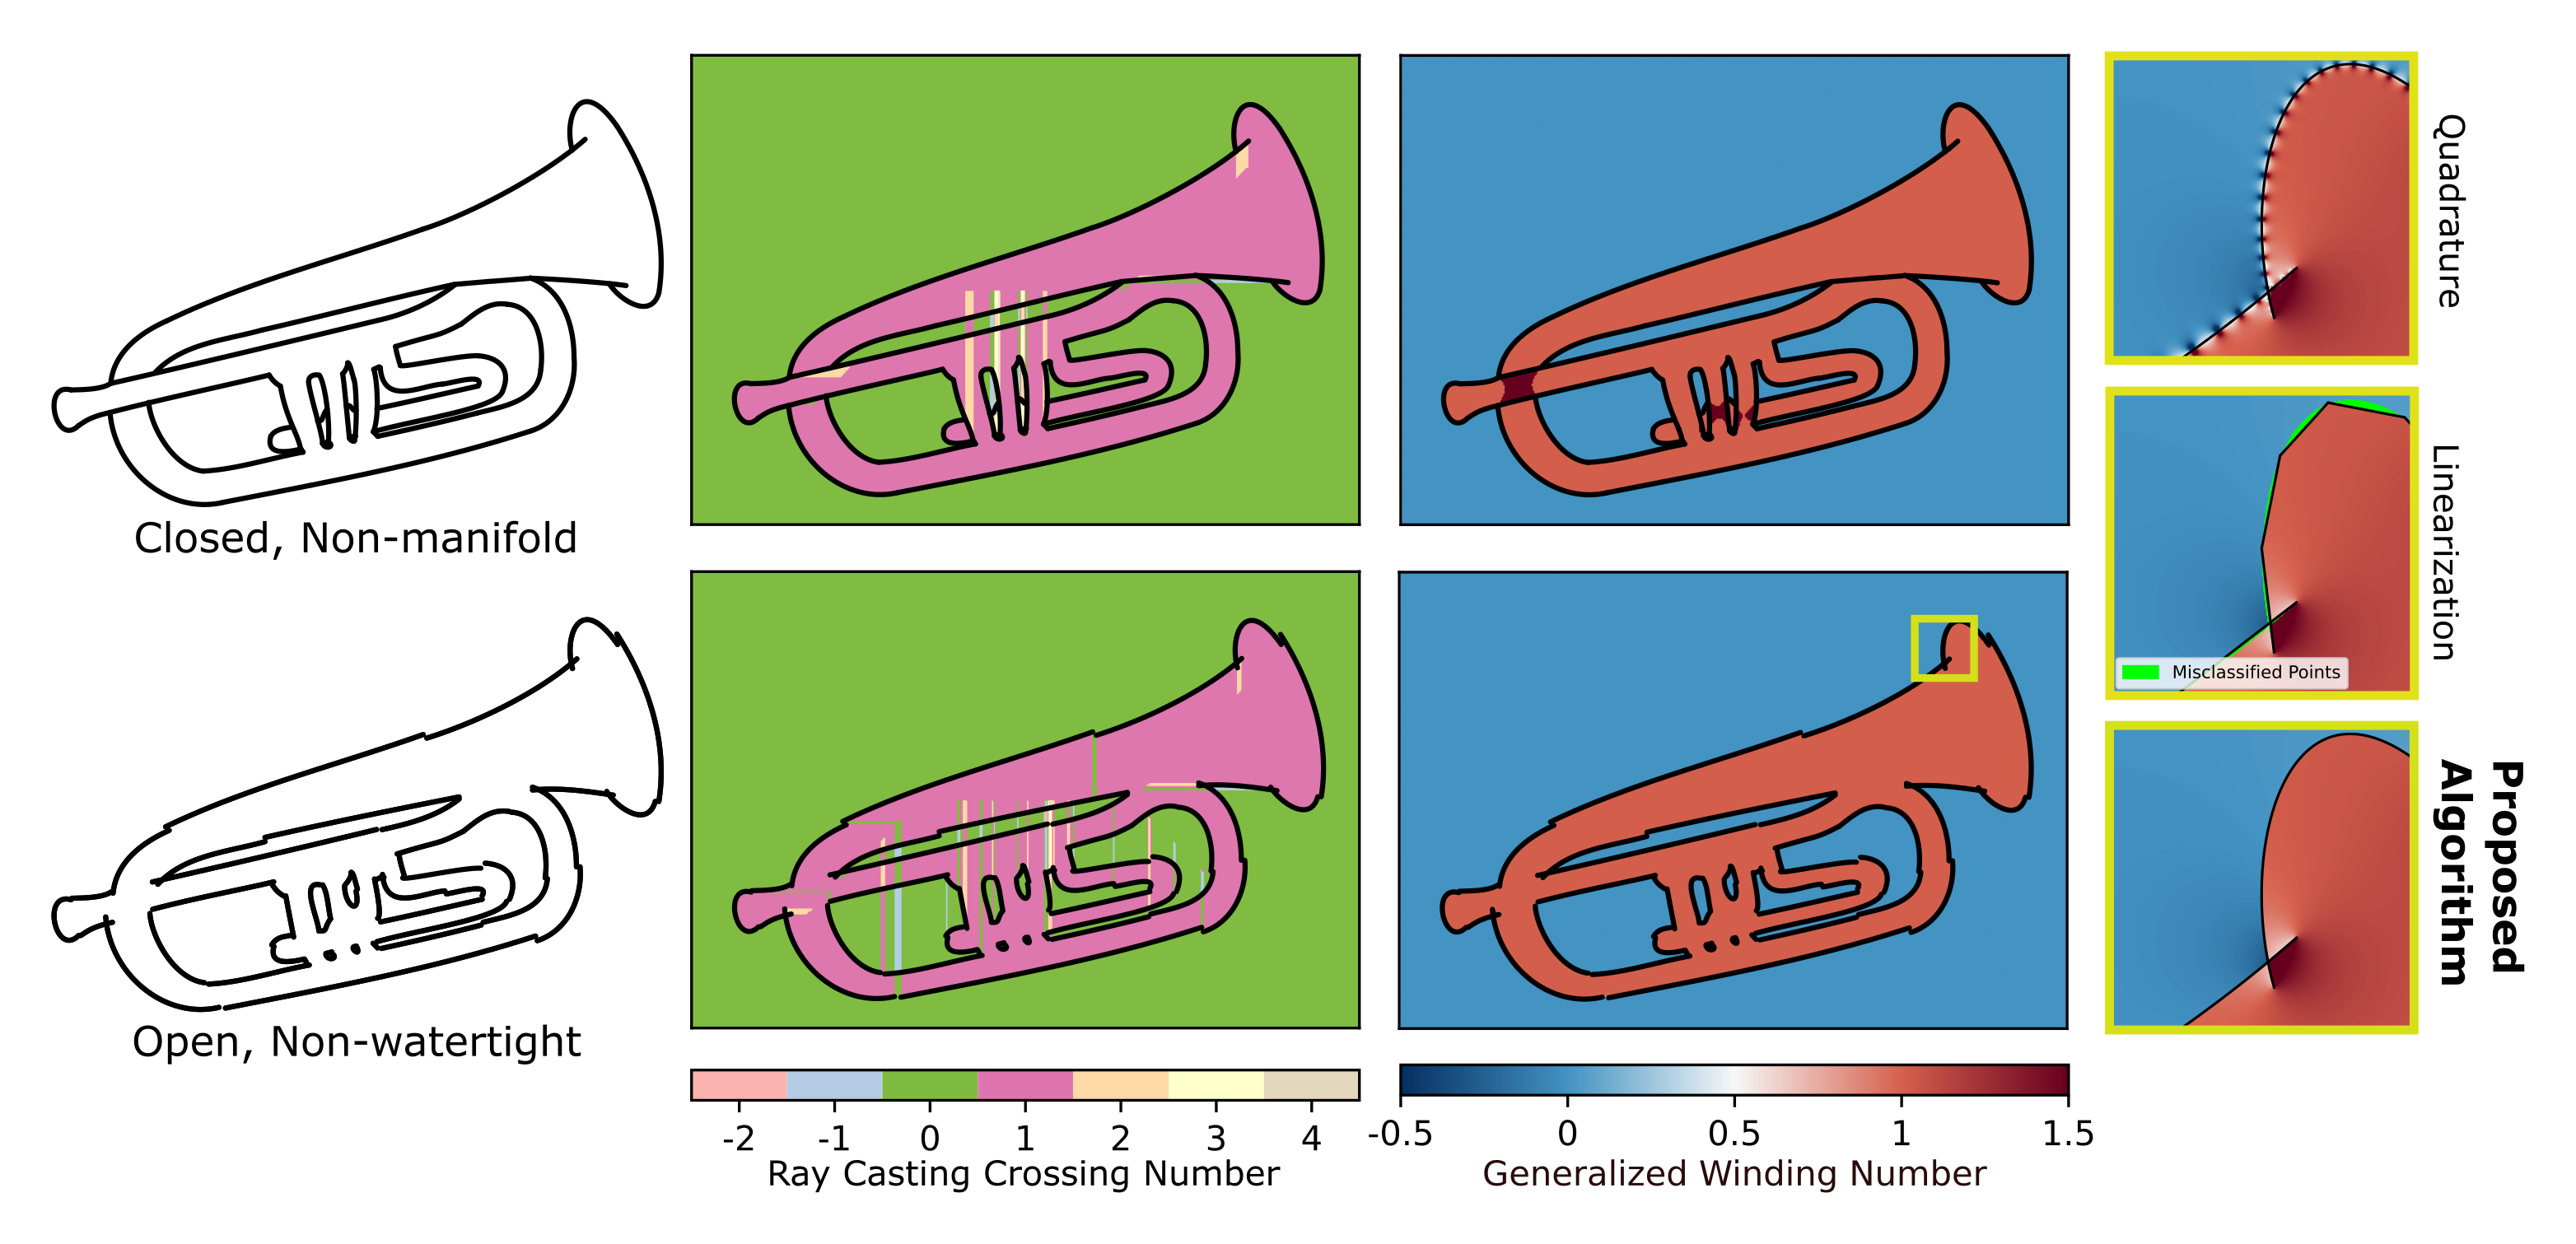 Closed, Non-manifold
Open, Non-watertight
-2 -1 0 1 2 3 4
Ray Casting Crossing Number
-0.5 0 0.5 1 1.5
Generalized Winding Number
Quadrature
Linearization
Misclassified Points
Proposed
Algorithm